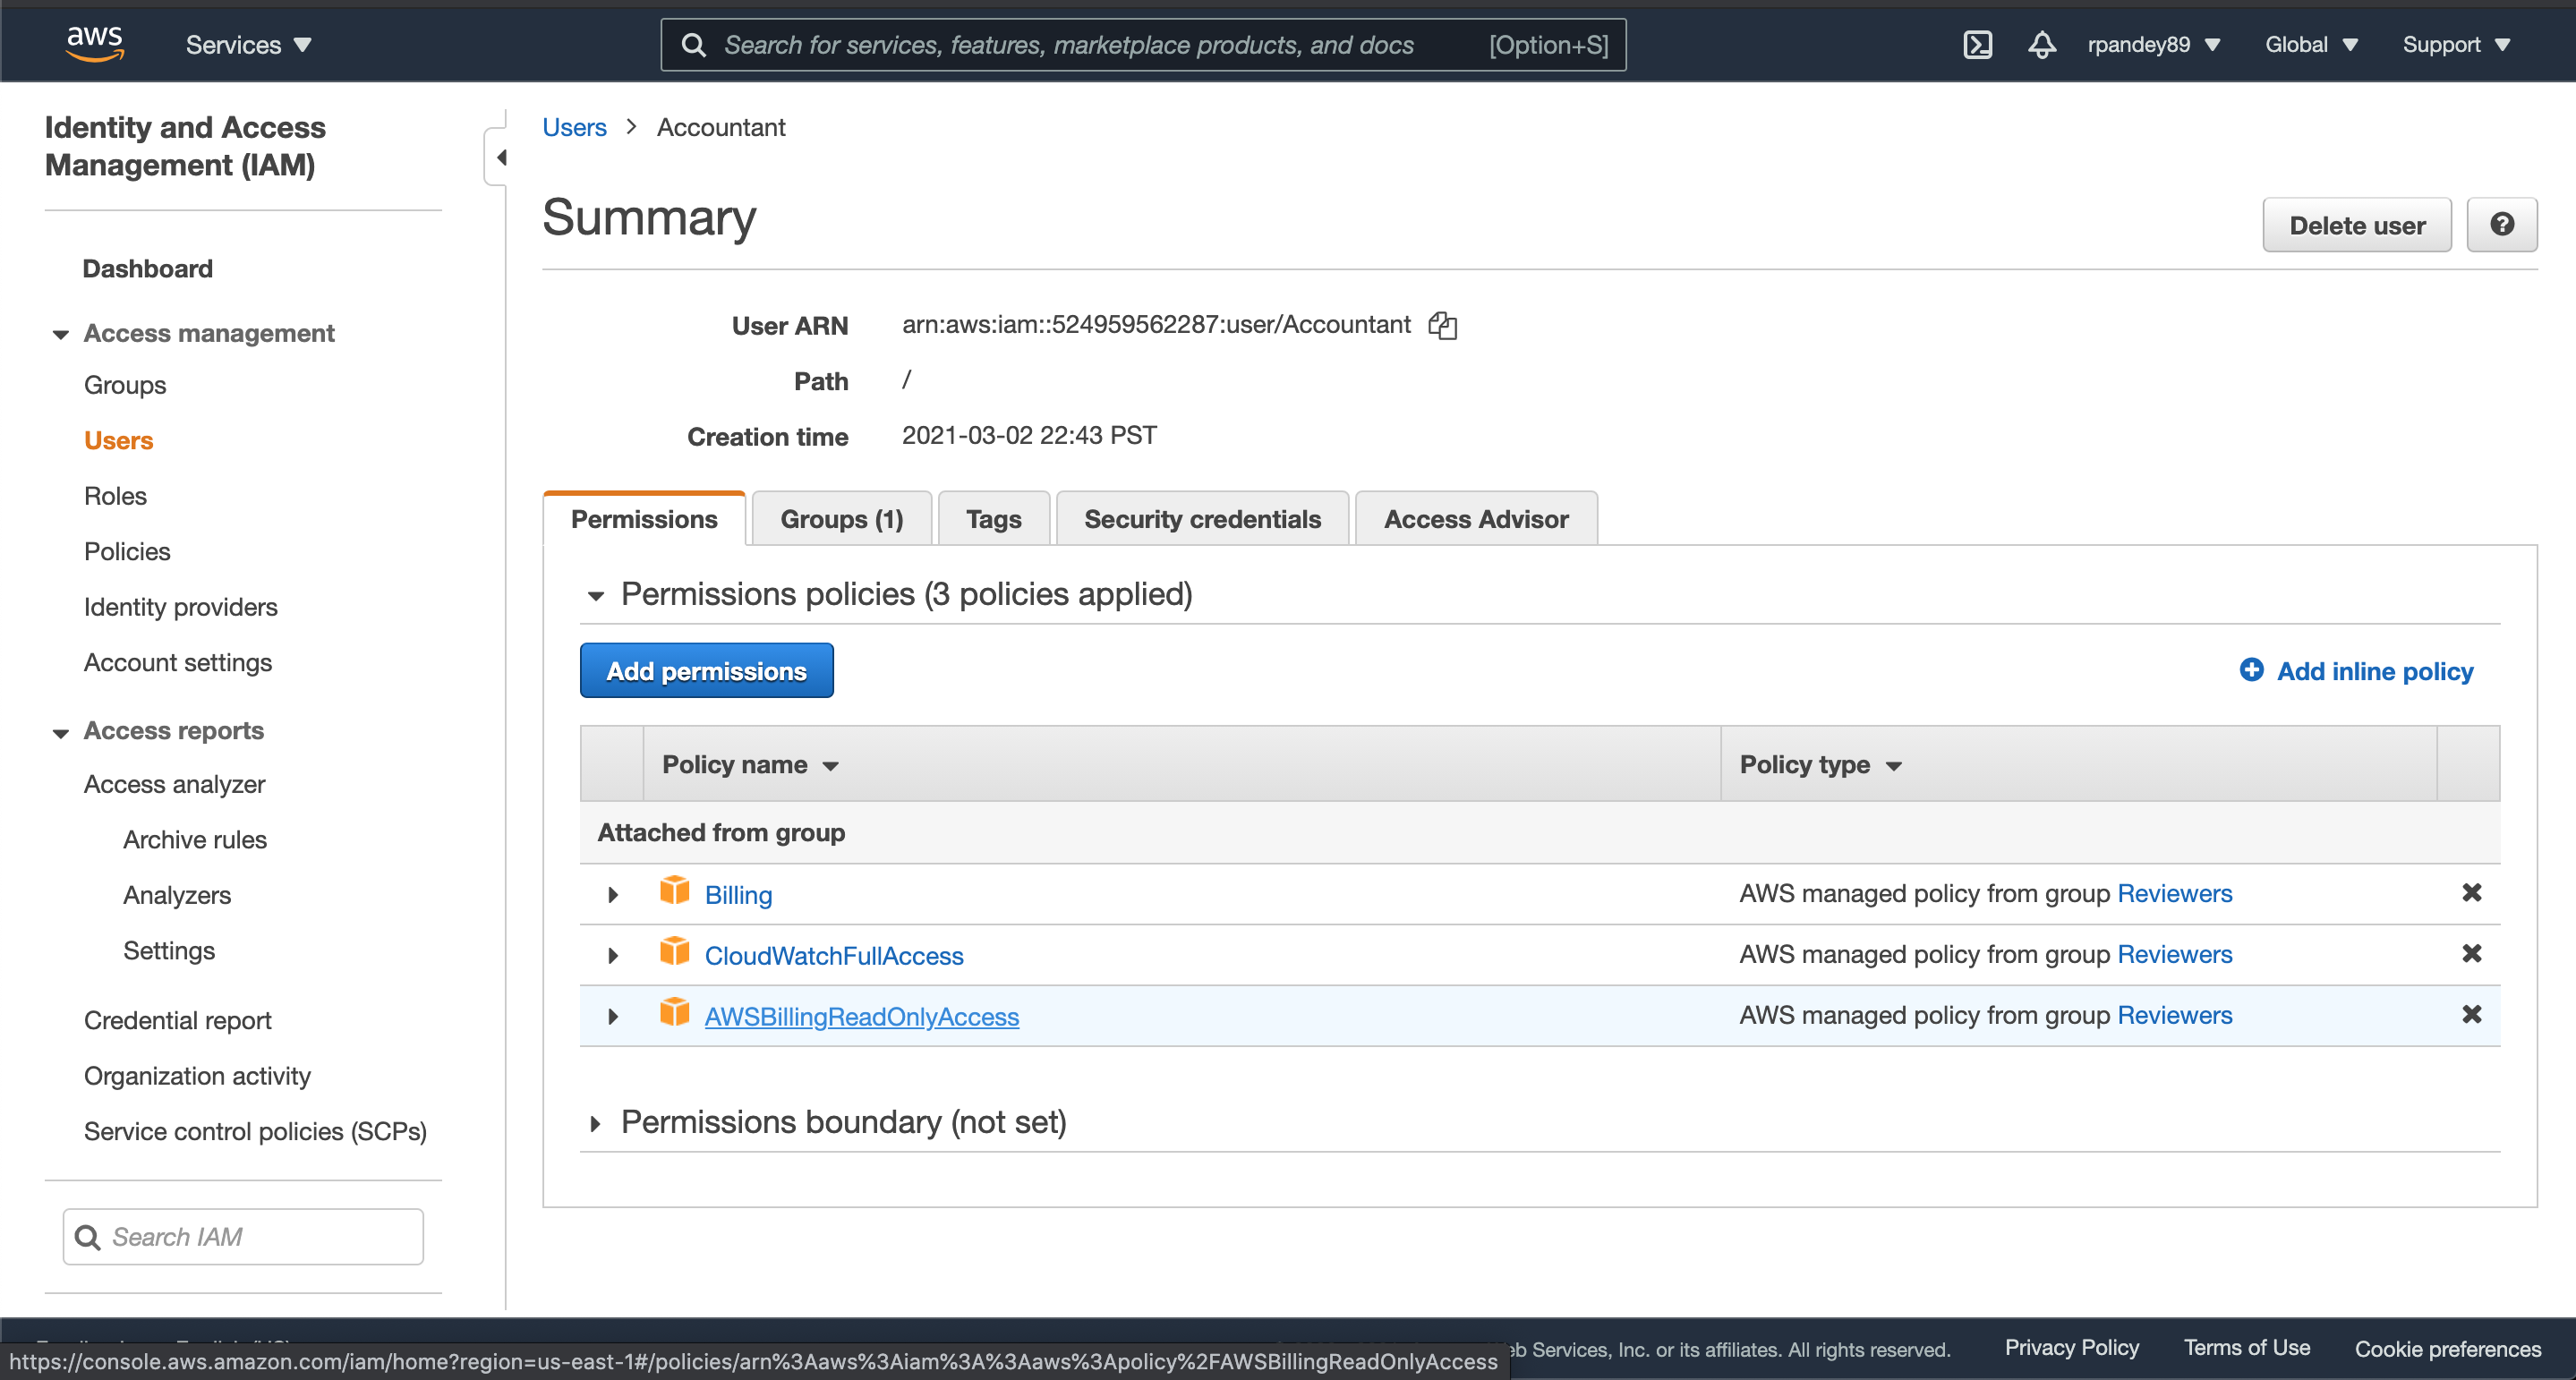 aws
Services
Search for services, features, marketplace products, and docs
[Option+S]
rpandey89
Global
Support
Identity and Access
Management (IAM)
Dashboard
Access management
Groups
Users
Roles
Policies
Identity providers
Account settings
Access reports
Access analyzer
Archive rules
Analyzers
Settings
Credential report
Organization activity
Service control policies (SCPs)
Search IAM
Users > Accountant
Summary
Delete user
?
User ARN arn:aws:iam::524959562287:user/Accountant
Path /
Creation time 2021-03-02 22:43 PST
Permissions
Groups (1)
Tags
Security credentials
Access Advisor
Permissions policies (3 policies applied)
Add permissions
Add inline policy
Policy name
Policy type
Attached from group
Billing AWS managed policy from group Reviewers
CloudWatchFullAccess AWS managed policy from group Reviewers
AWSBillingReadOnlyAccess AWS managed policy from group Reviewers
Permissions boundary (not set)
Services, Inc. or its affiliates. All rights reserved.
Privacy Policy
Terms of Use
Cookie preferences
https://console.aws.amazon.com/iam/home?region=us-east-1#/policies/arn%3Aaws%3Aiam%3A%3Aaws%3Apolicy%2FAWSBillingReadOnlyAccess